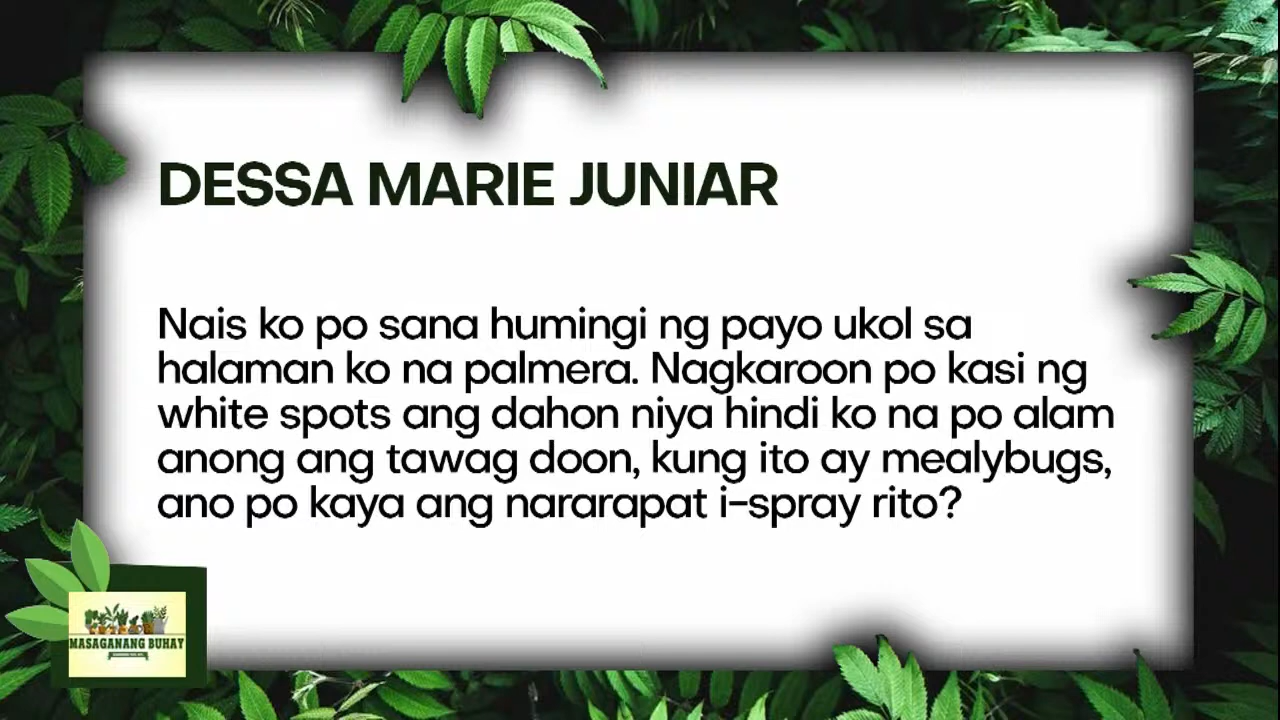 DESSA MARIE JUNIAR
Nais ko po sana humingi ng payo ukol sa
halaman ko na palmera. Nagkaroon po kasi ng
white spots ang dahon niya hindi ko na po alam
anong ang tawag doon, kung ito ay mealybugs,
ano po kaya ang nararapat i-spray rito?
MASAGANANG BUHAY